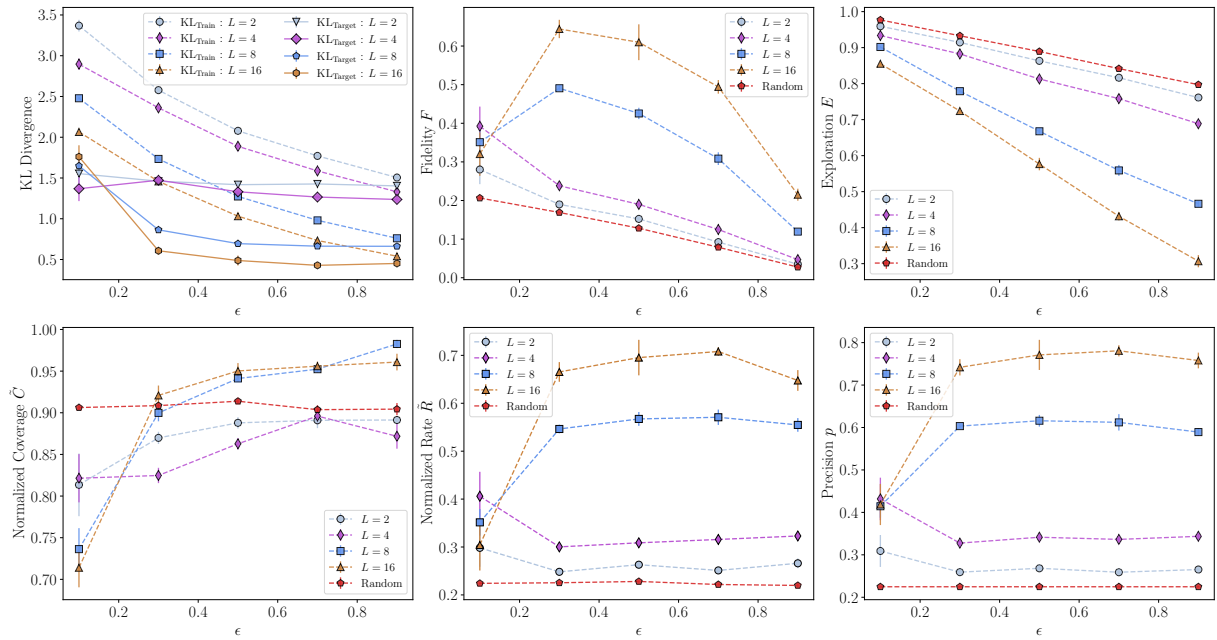 3.5
3.0
2.5
2.0
1.5
1.0
0.5
KL Divergence
KL_Train : L = 2
KL_Train : L = 4
KL_Train : L = 8
KL_Train : L = 16
KL_Target : L = 2
KL_Target : L = 4
KL_Target : L = 8
KL_Target : L = 16
0.2 0.4 0.6 0.8
ϵ
0.6
0.5
0.4
0.3
0.2
0.1
0.0
Fidelity F
L = 2
L = 4
L = 8
L = 16
Random
0.2 0.4 0.6 0.8
ϵ
1.0
0.9
0.8
0.7
0.6
0.5
0.4
0.3
Exploration E
L = 2
L = 4
L = 8
L = 16
Random
0.2 0.4 0.6 0.8
ϵ
1.00
0.95
0.90
0.85
0.80
0.75
0.70
Normalized Coverage C̃
L = 2
L = 4
L = 8
L = 16
Random
0.2 0.4 0.6 0.8
ϵ
0.7
0.6
0.5
0.4
0.3
0.2
Normalized Rate R̃
L = 2
L = 4
L = 8
L = 16
Random
0.2 0.4 0.6 0.8
ϵ
0.8
0.7
0.6
0.5
0.4
0.3
0.2
Precision p
L = 2
L = 4
L = 8
L = 16
Random
0.2 0.4 0.6 0.8
ϵ